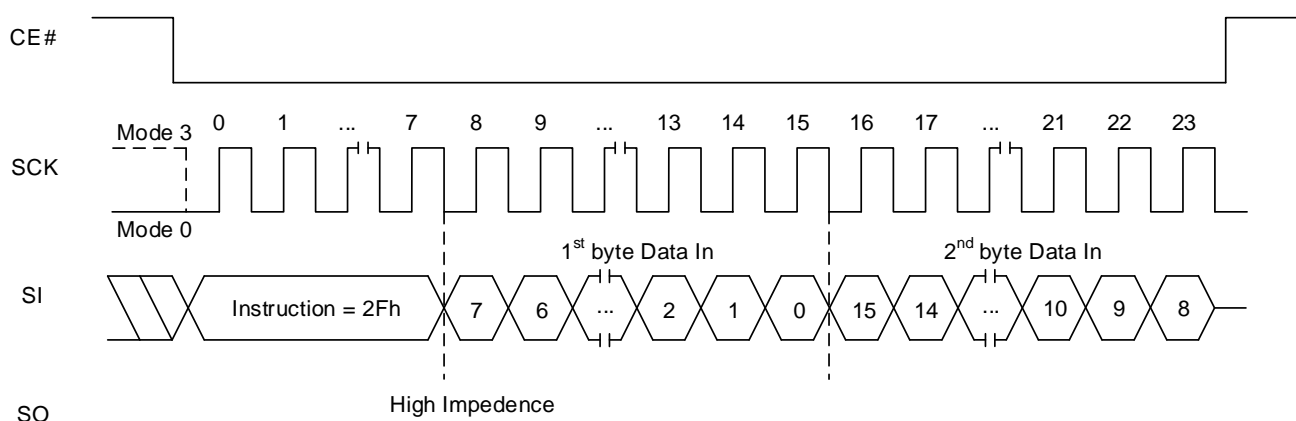 CE#
0 1 ... 7 8 9 ... 13 14 15 16 17 ... 21 22 23
Mode 3
SCK
Mode 0
1st byte Data In 2nd byte Data In
SI Instruction = 2Fh 7 6 ... 2 1 0 15 14 ... 10 9 8
High Impedence
SO